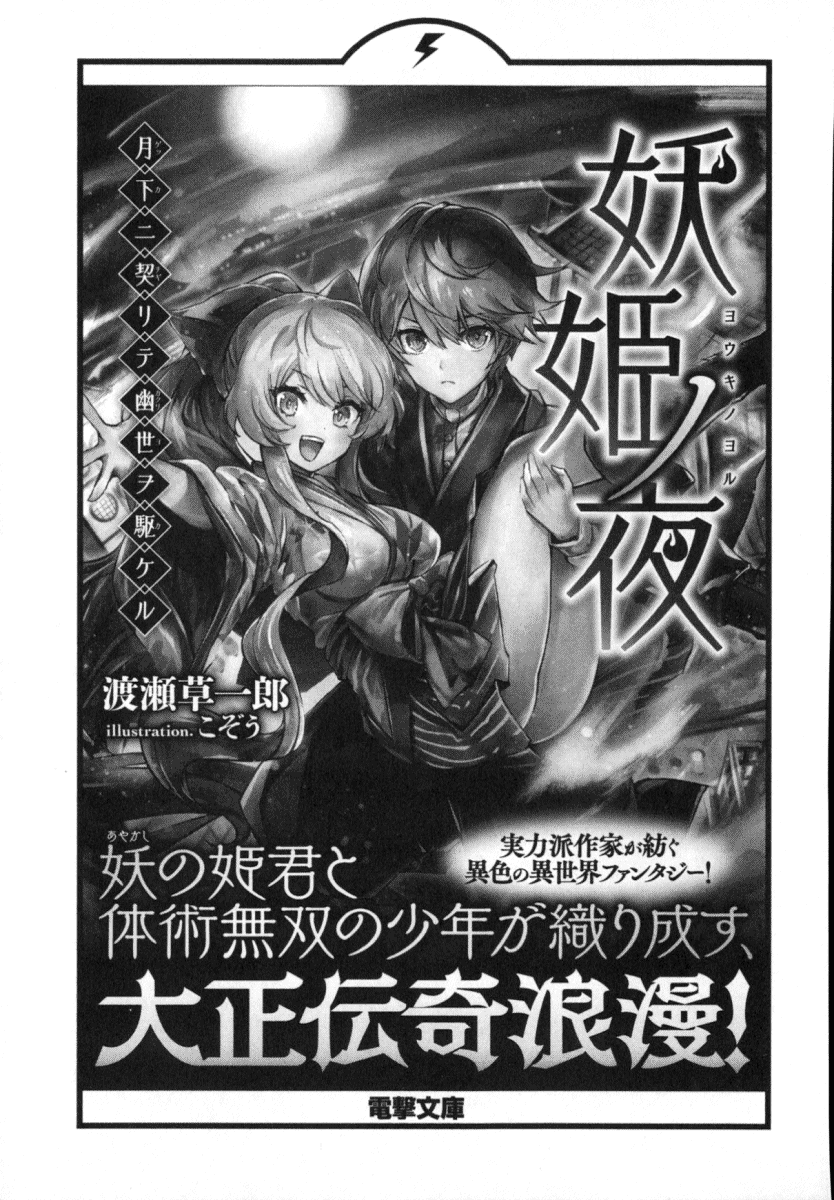 妖姫ノ夜
ヨウキノヨル
月下ニ契リテ幽世ヲ駆ケル
渡瀬草一郎
illustration. こぞう
実力派作家が紡ぐ
異色の異世界ファンタジー!
あやかし
妖の姫君と
体術無双の少年が織り成す、
大正伝奇浪漫!
電撃文庫